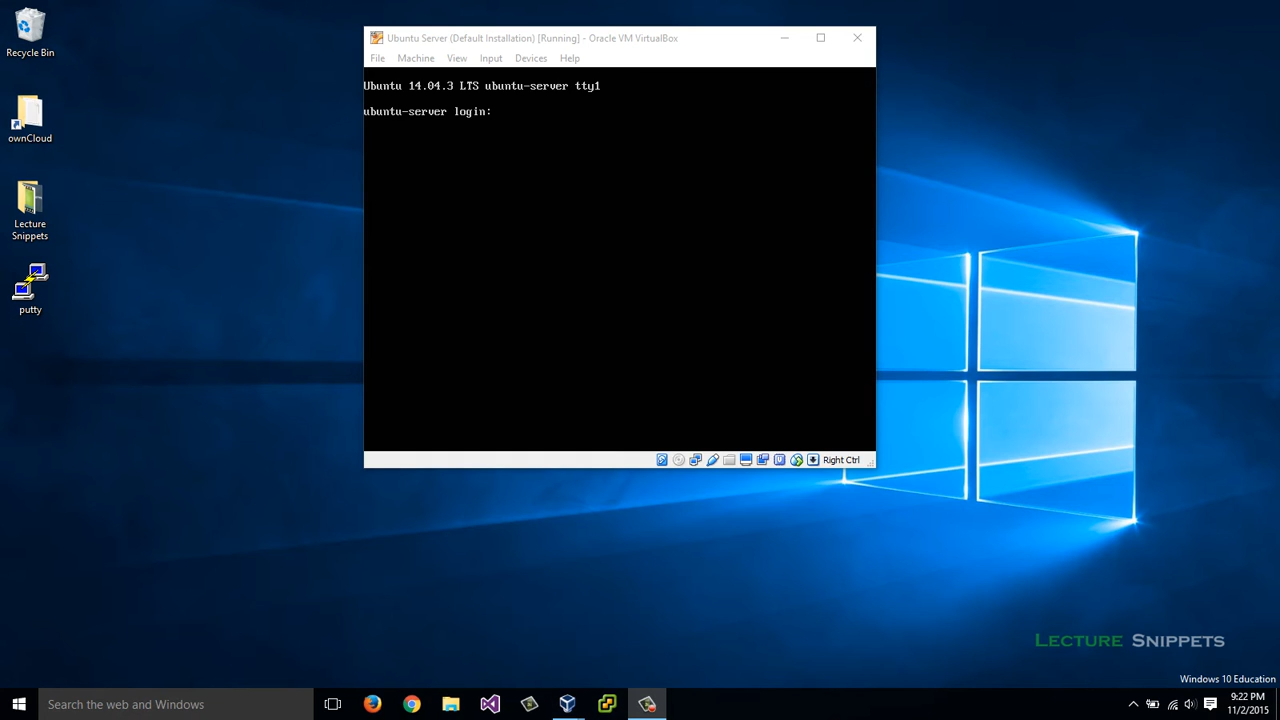 Recycle Bin
ownCloud
Lecture
Snippets
putty
Ubuntu Server (Default Installation) [Running] - Oracle VM VirtualBox
File Machine View Input Devices Help
Ubuntu 14.04.3 LTS ubuntu-server tty1
ubuntu-server login:
Right Ctrl
LECTURE SNIPPETS
Windows 10 Education
Search the web and Windows
9:22 PM
11/2/2015